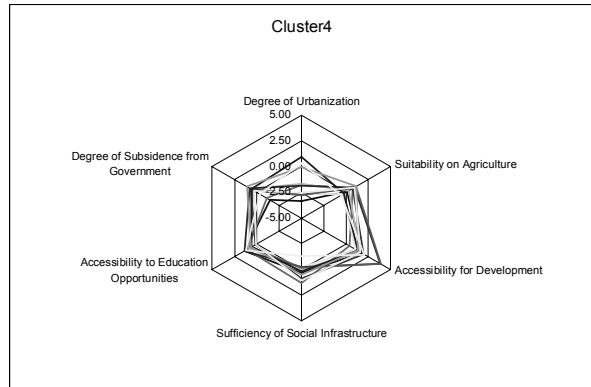 Cluster4
Degree of Urbanization
5.00
2.50
0.00
-2.50
-5.00
Suitability on Agriculture
Accessibility for Development
Sufficiency of Social Infrastructure
Accessibility to Education
Opportunities
Degree of Subsidence from
Government